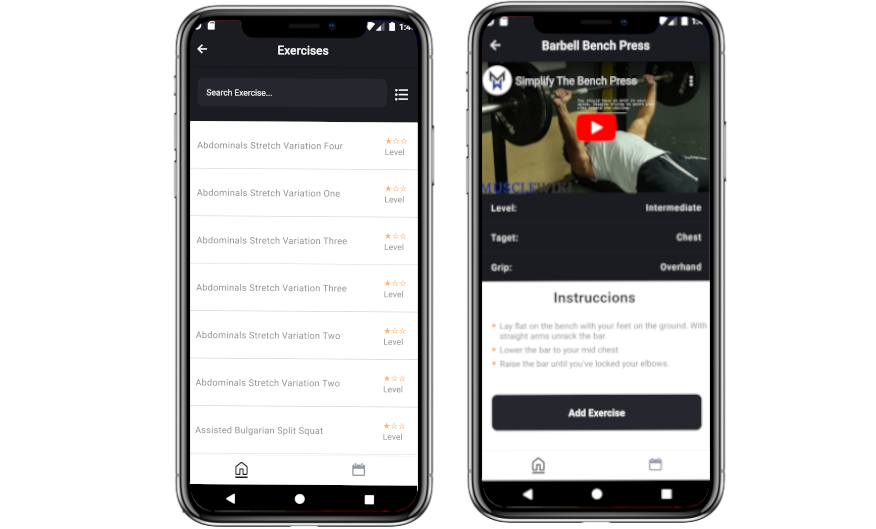 1:4
Exercises
Search Exercise...
Abdominals Stretch Variation Four
Level
Abdominals Stretch Variation One
Level
Abdominals Stretch Variation Three
Level
Abdominals Stretch Variation Three
Level
Abdominals Stretch Variation Two
Level
Abdominals Stretch Variation Two
Level
Assisted Bulgarian Split Squat
Level
Barbell Bench Press
Simplify The Bench Press
MUSCLEWIKI
Level:
Intermediate
Taget:
Chest
Grip:
Overhand
Instruccions
Lay flat on the bench with your feet on the ground. With
straight arms unrack the bar.
Lower the bar to your mid chest
Raise the bar until you've locked your elbows.
Add Exercise